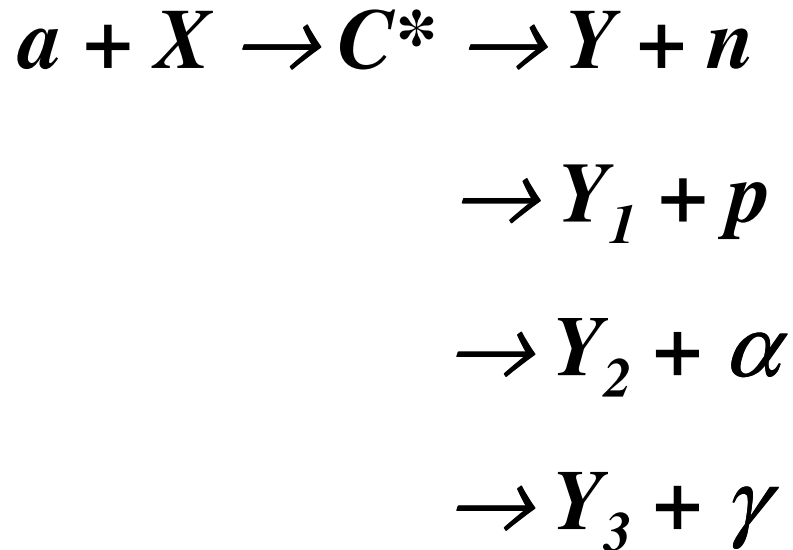 a + X → C* → Y + n
→ Y₁ + p
→ Y₂ + α
→ Y₃ + γ